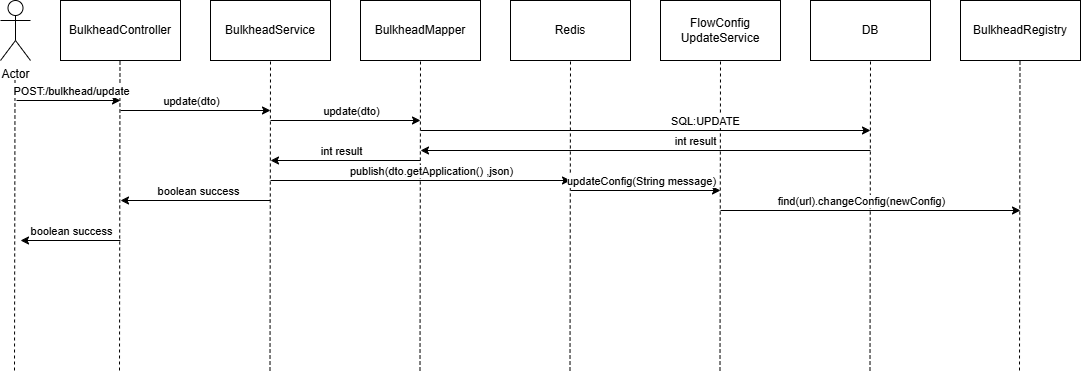 BulkheadController
BulkheadService
BulkheadMapper
Redis
FlowConfig
UpdateService
DB
BulkheadRegistry
Actor
POST:/bulkhead/update
update(dto)
update(dto)
SQL:UPDATE
int result
int result
publish(dto.getApplication() ,json)
updateConfig(String message)
boolean success
find(url).changeConfig(newConfig)
boolean success